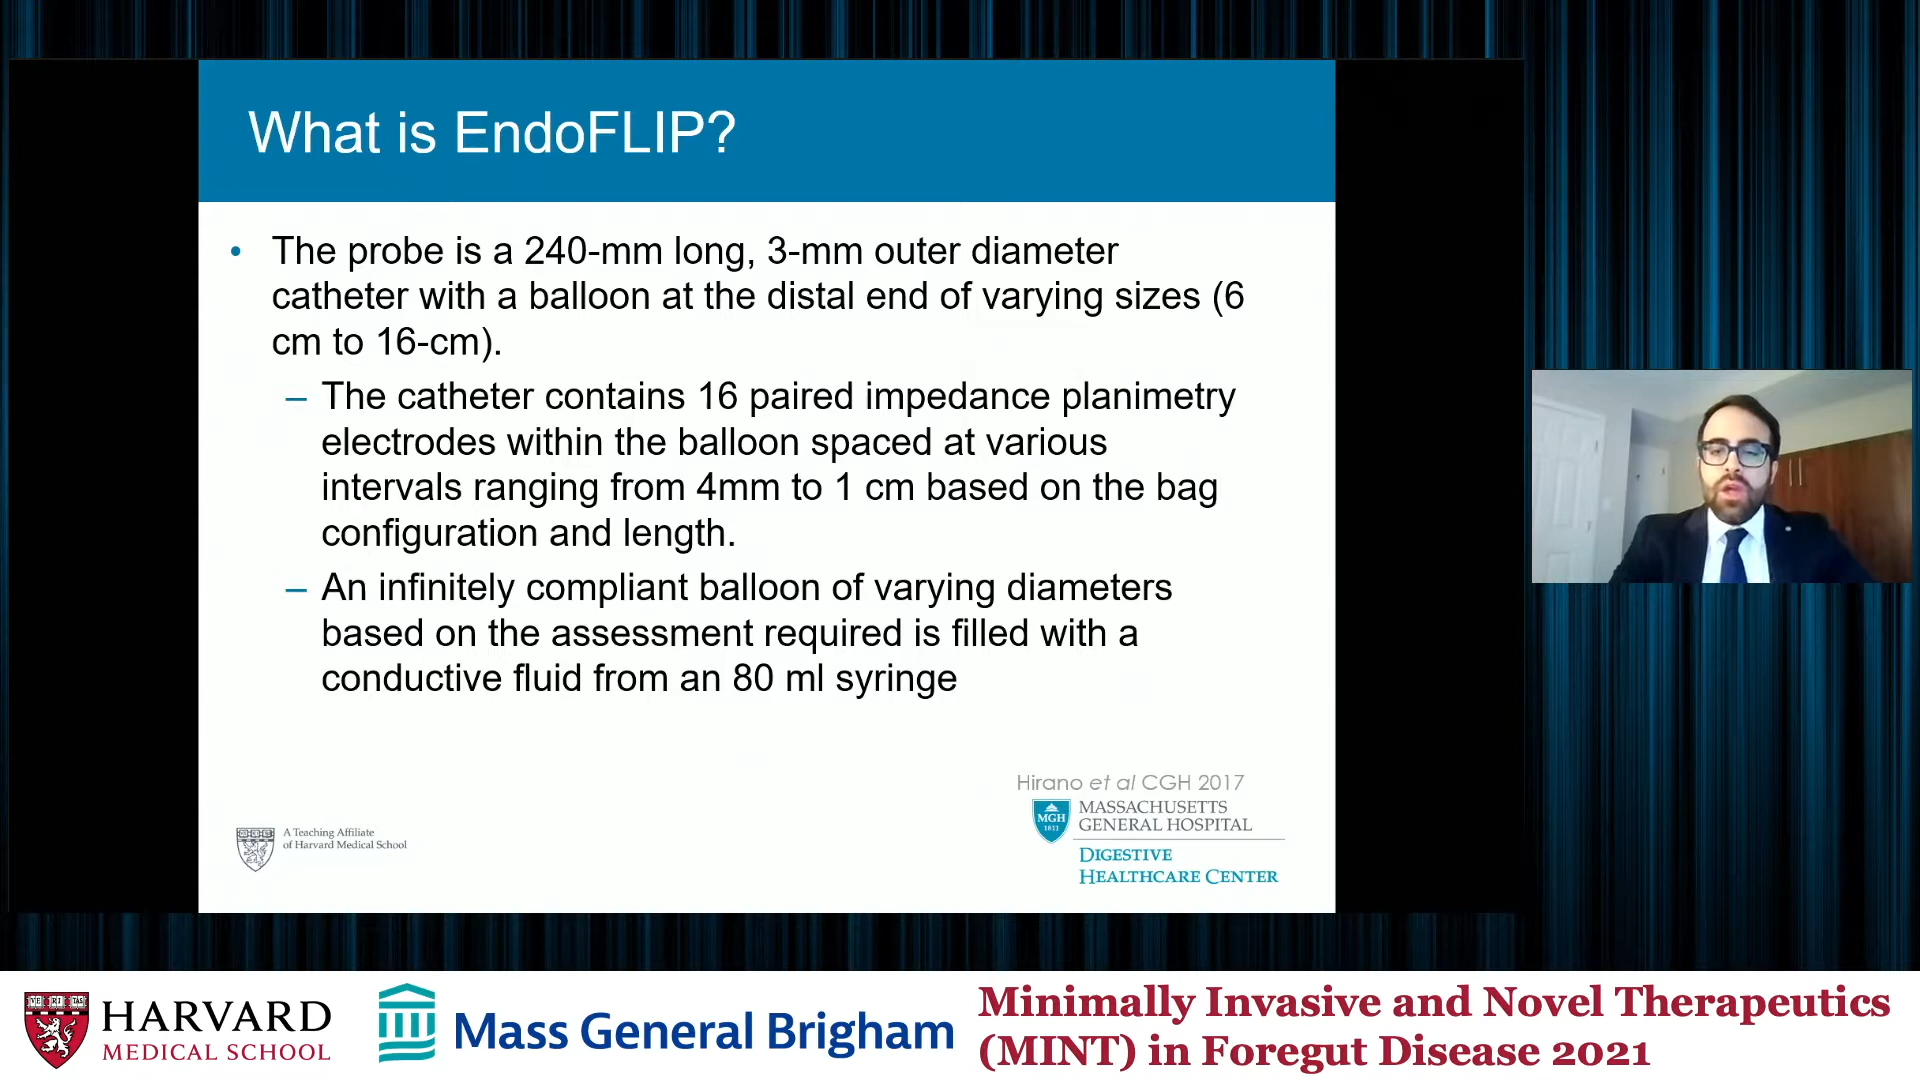 What is EndoFLIP?
• The probe is a 240-mm long, 3-mm outer diameter
catheter with a balloon at the distal end of varying sizes (6
cm to 16-cm).
– The catheter contains 16 paired impedance planimetry
electrodes within the balloon spaced at various
intervals ranging from 4mm to 1 cm based on the bag
configuration and length.
– An infinitely compliant balloon of varying diameters
based on the assessment required is filled with a
conductive fluid from an 80 ml syringe
Hirano et al CGH 2017
A Teaching Affiliate
of Harvard Medical School
MGH
1811
MASSACHUSETTS
GENERAL HOSPITAL
DIGESTIVE
HEALTHCARE CENTER
VE RI TAS
HARVARD
MEDICAL SCHOOL
Mass General Brigham
Minimally Invasive and Novel Therapeutics
(MINT) in Foregut Disease 2021